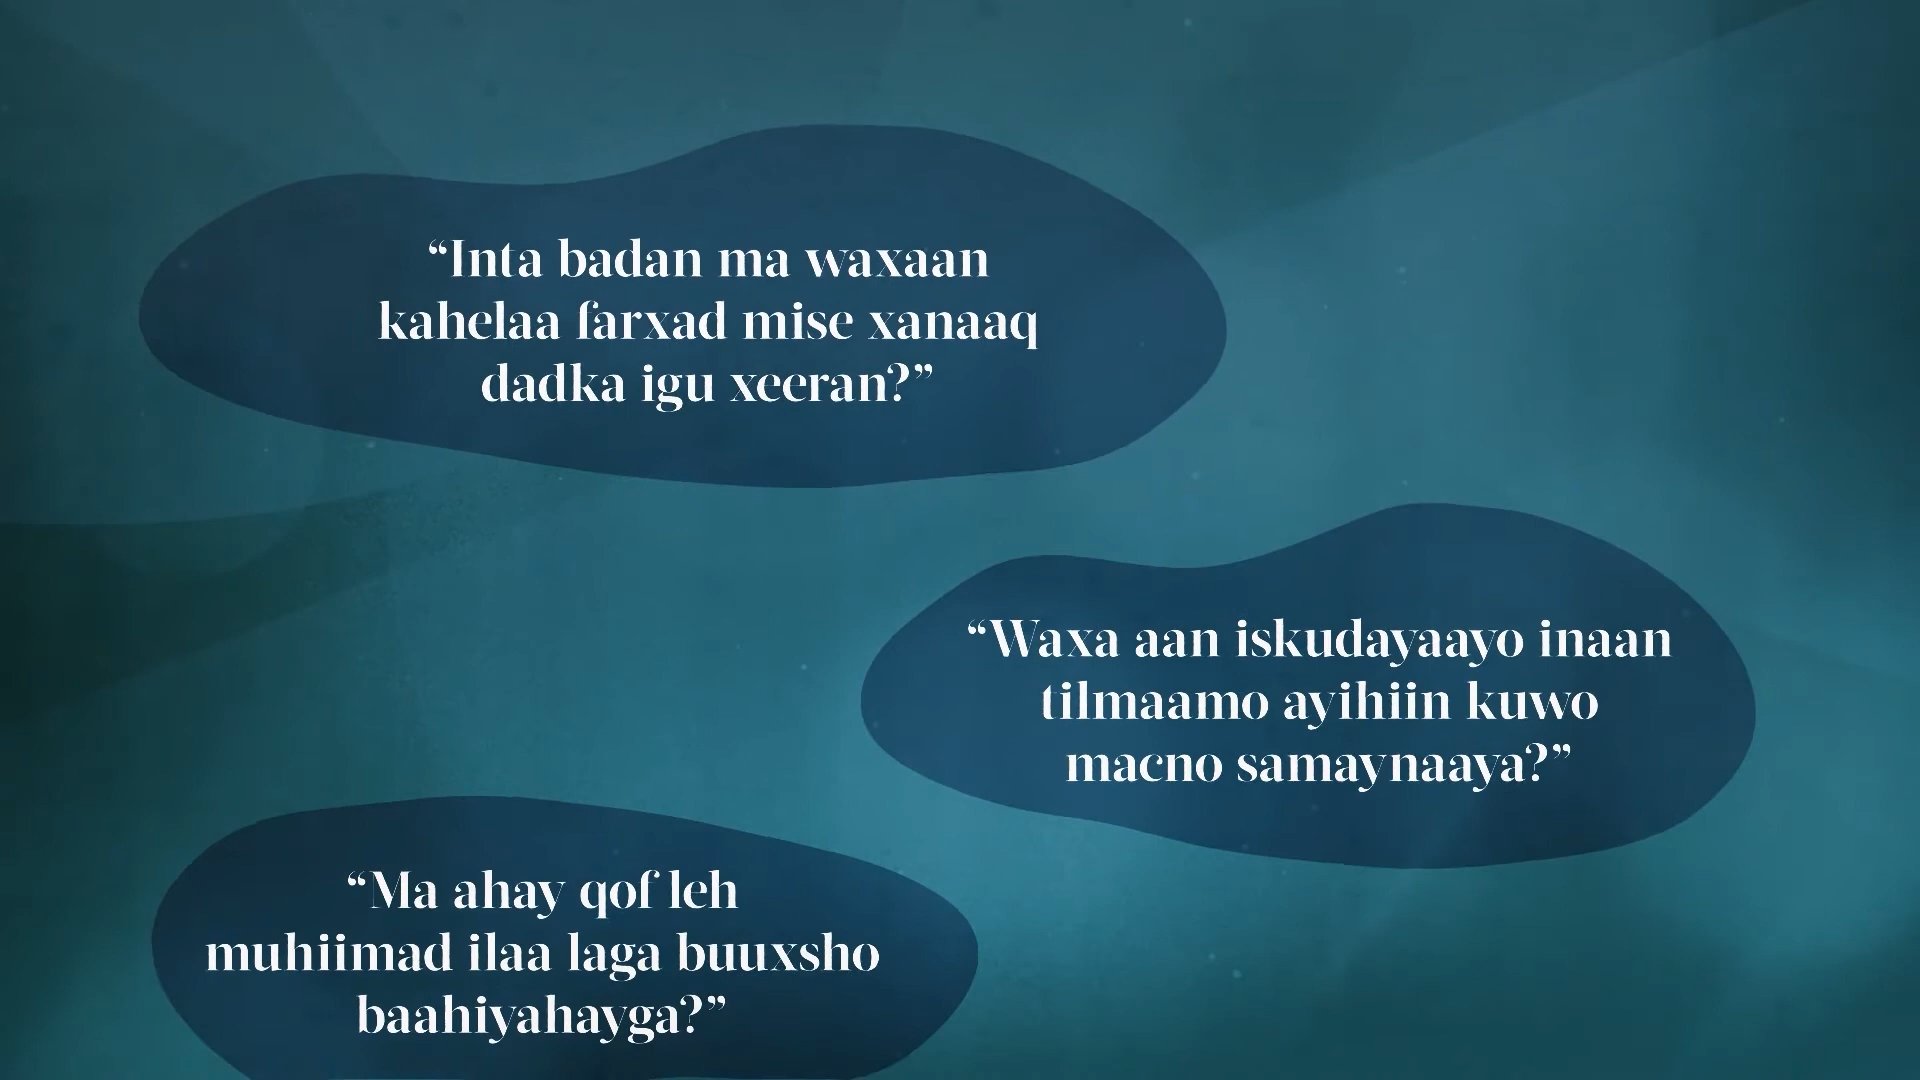 “Inta badan ma waxaan
kahelaa farxad mise xanaaq
dadka igu xeeran?”
“Waxa aan iskudayaayo inaan
tilmaamo ayihiin kuwo
macno samaynaaya?”
“Ma ahay qof leh
muhiimad ilaa laga buuxsho
baahiyahayga?”